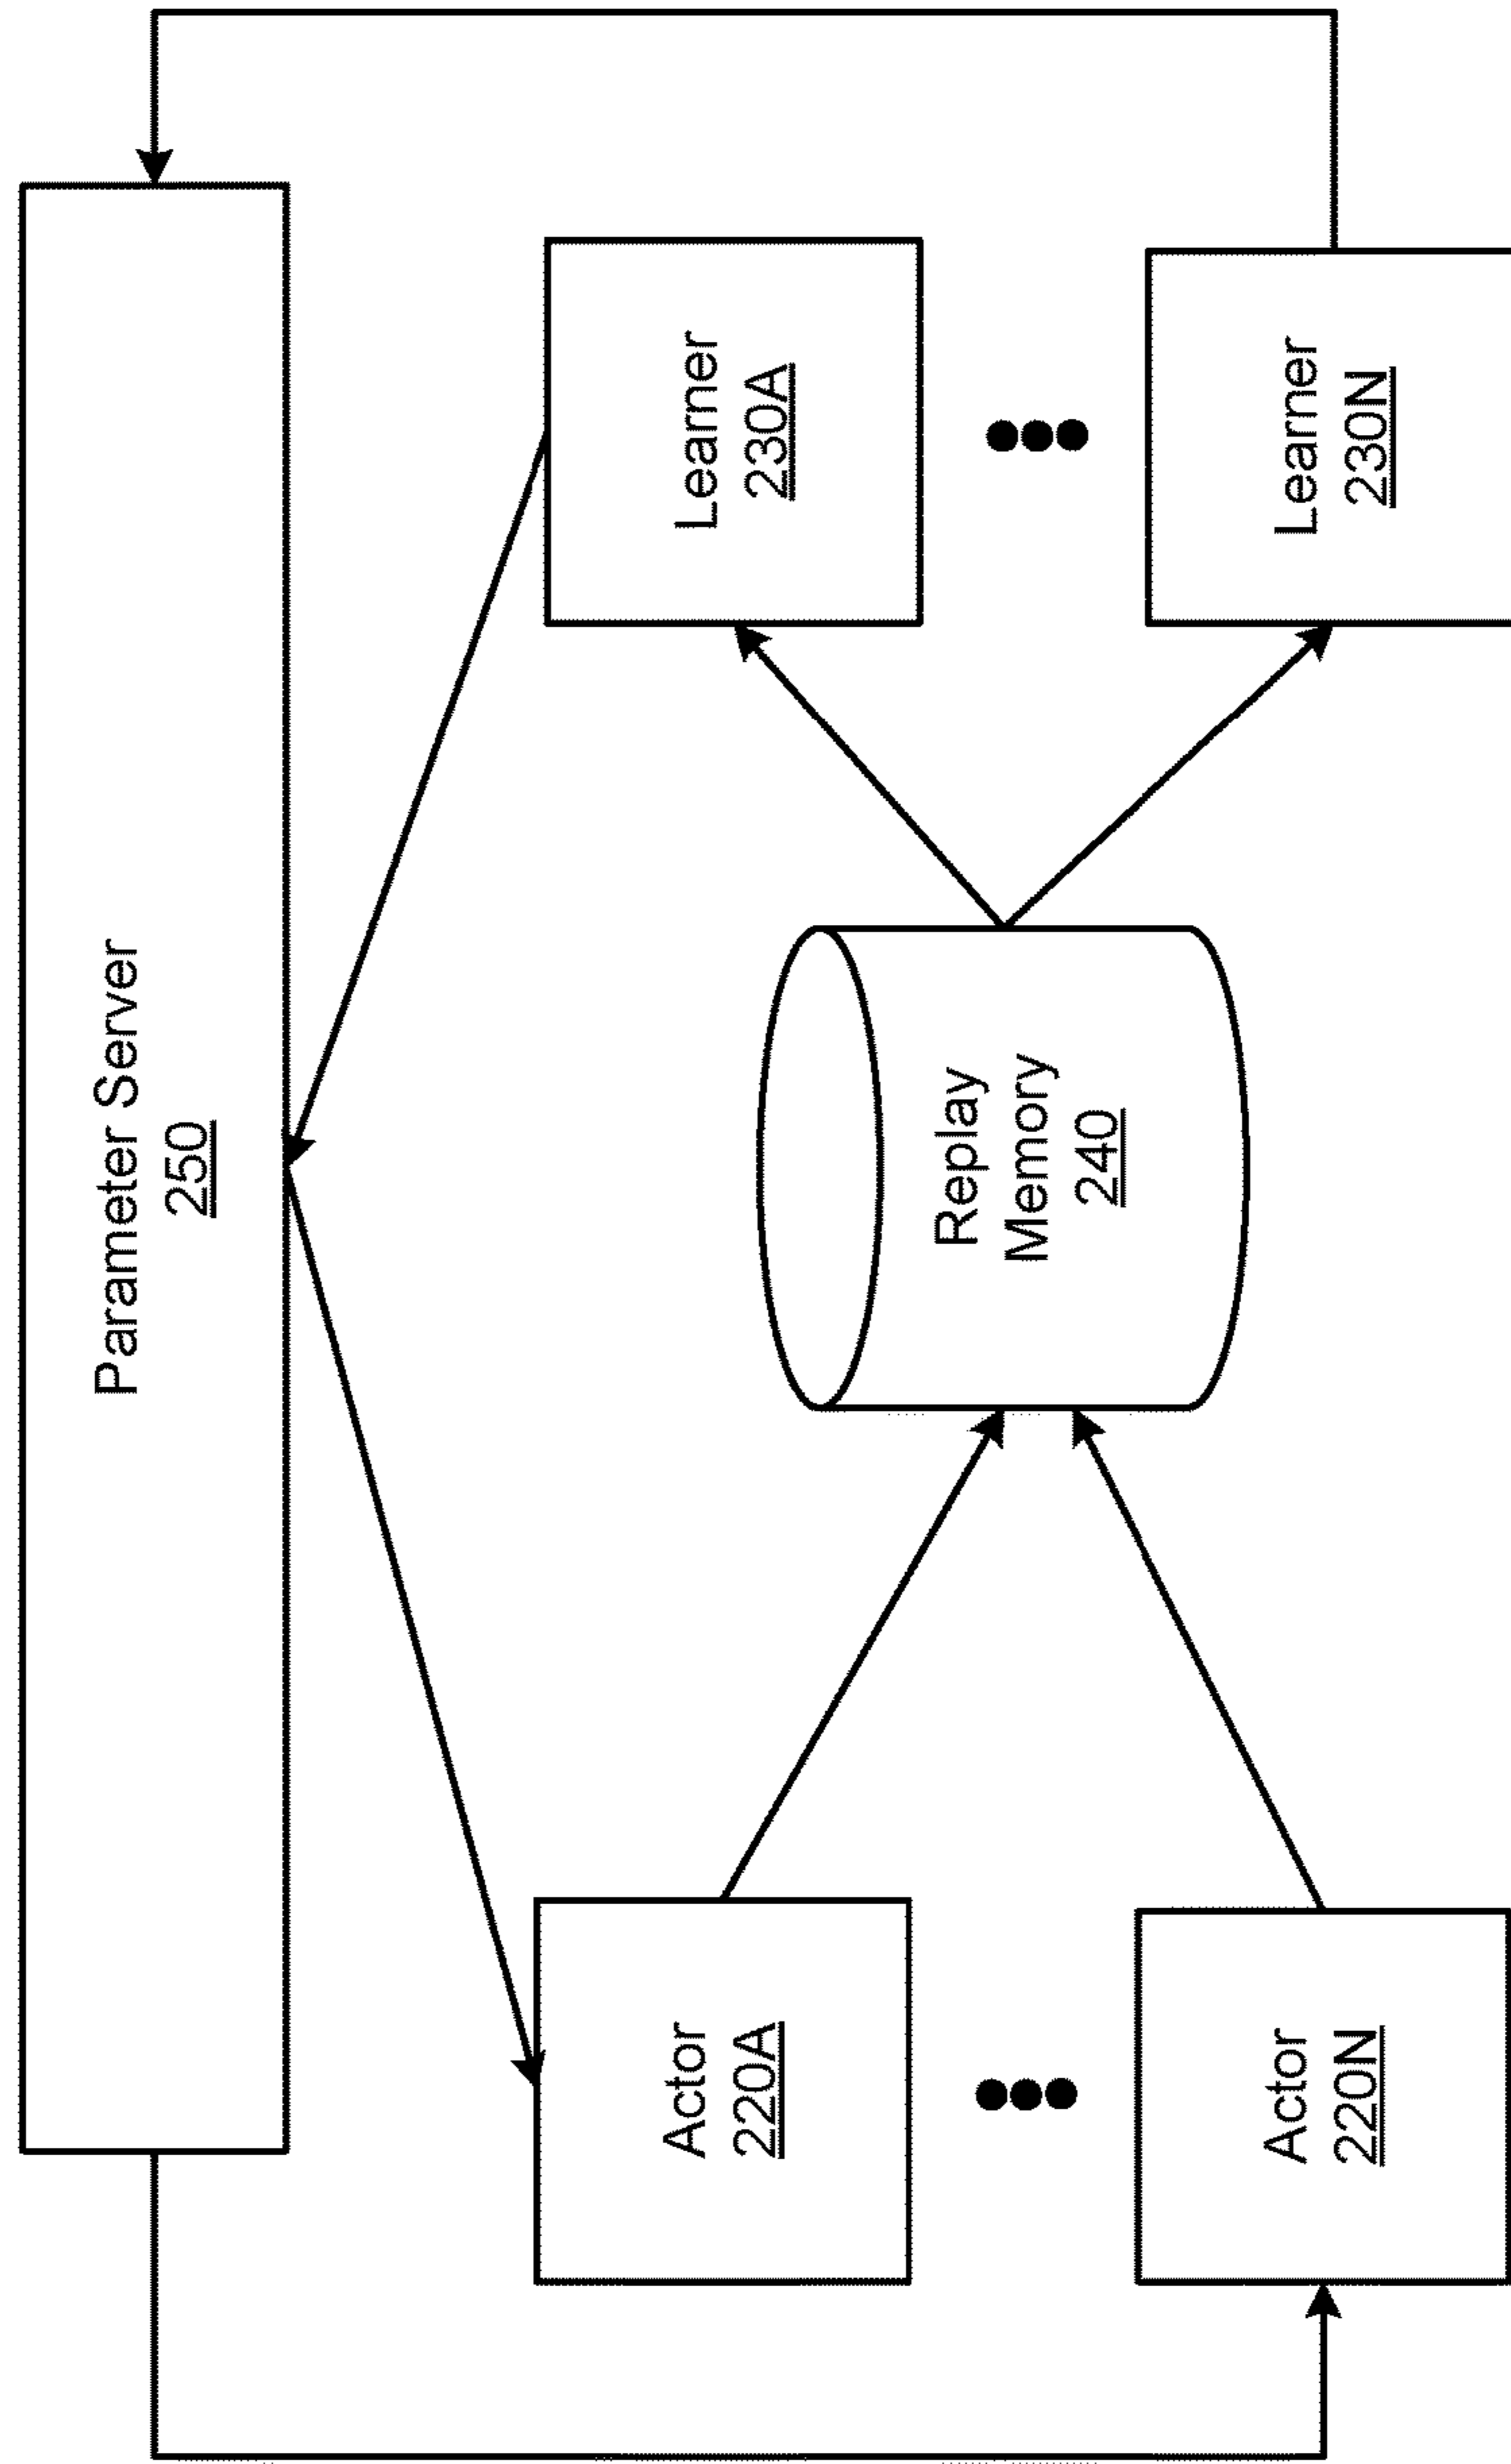 Parameter Server
250
Actor
220A
Replay
Memory
240
Learner
230A
Actor
220N
Learner
230N